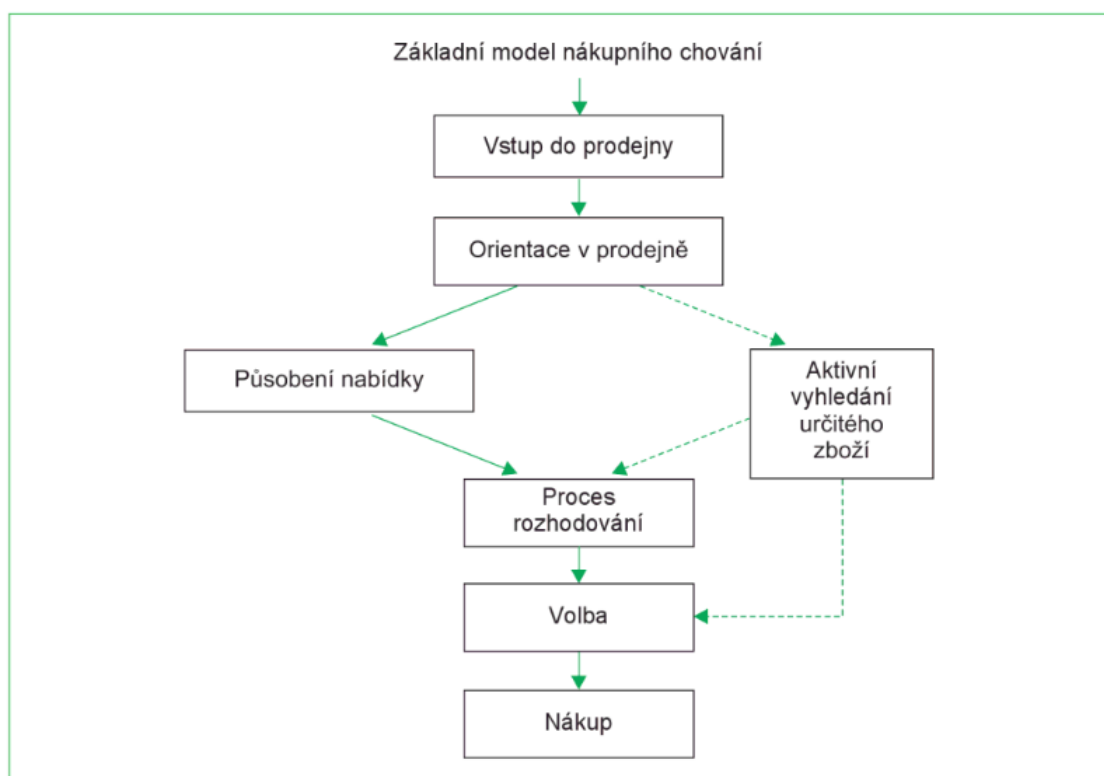 Základní model nákupního chování
Vstup do prodejny
Orientace v prodejně
Působení nabídky
Aktivní
vyhledání
určitého
zboží
Proces
rozhodování
Volba
Nákup